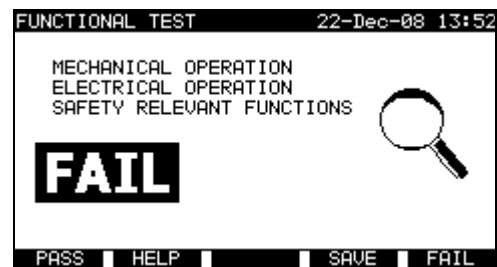 FUNCTIONAL TEST 22-Dec-08 13:52
MECHANICAL OPERATION
ELECTRICAL OPERATION
SAFETY RELEVANT FUNCTIONS
FAIL
PASS HELP SAVE FAIL